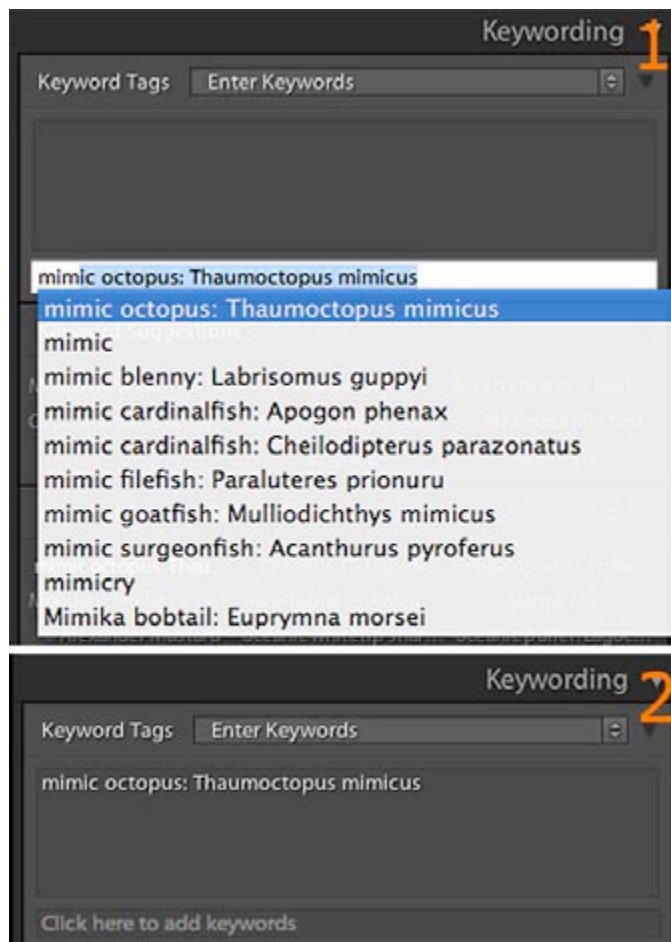 Keywording 1
Keyword Tags Enter Keywords
mimic octopus: Thaumoctopus mimicus
mimic octopus: Thaumoctopus mimicus
mimic
mimic blenny: Labrisomus guppyi
mimic cardinalfish: Apogon phenax
mimic cardinalfish: Cheilodipterus parazonatus
mimic filefish: Paraluteres prionuru
mimic goatfish: Mulliodichthys mimicus
mimic surgeonfish: Acanthurus pyroferus
mimicry
Mimika bobtail: Euprymna morsei
Keywording 2
Keyword Tags Enter Keywords
mimic octopus: Thaumoctopus mimicus
Click here to add keywords